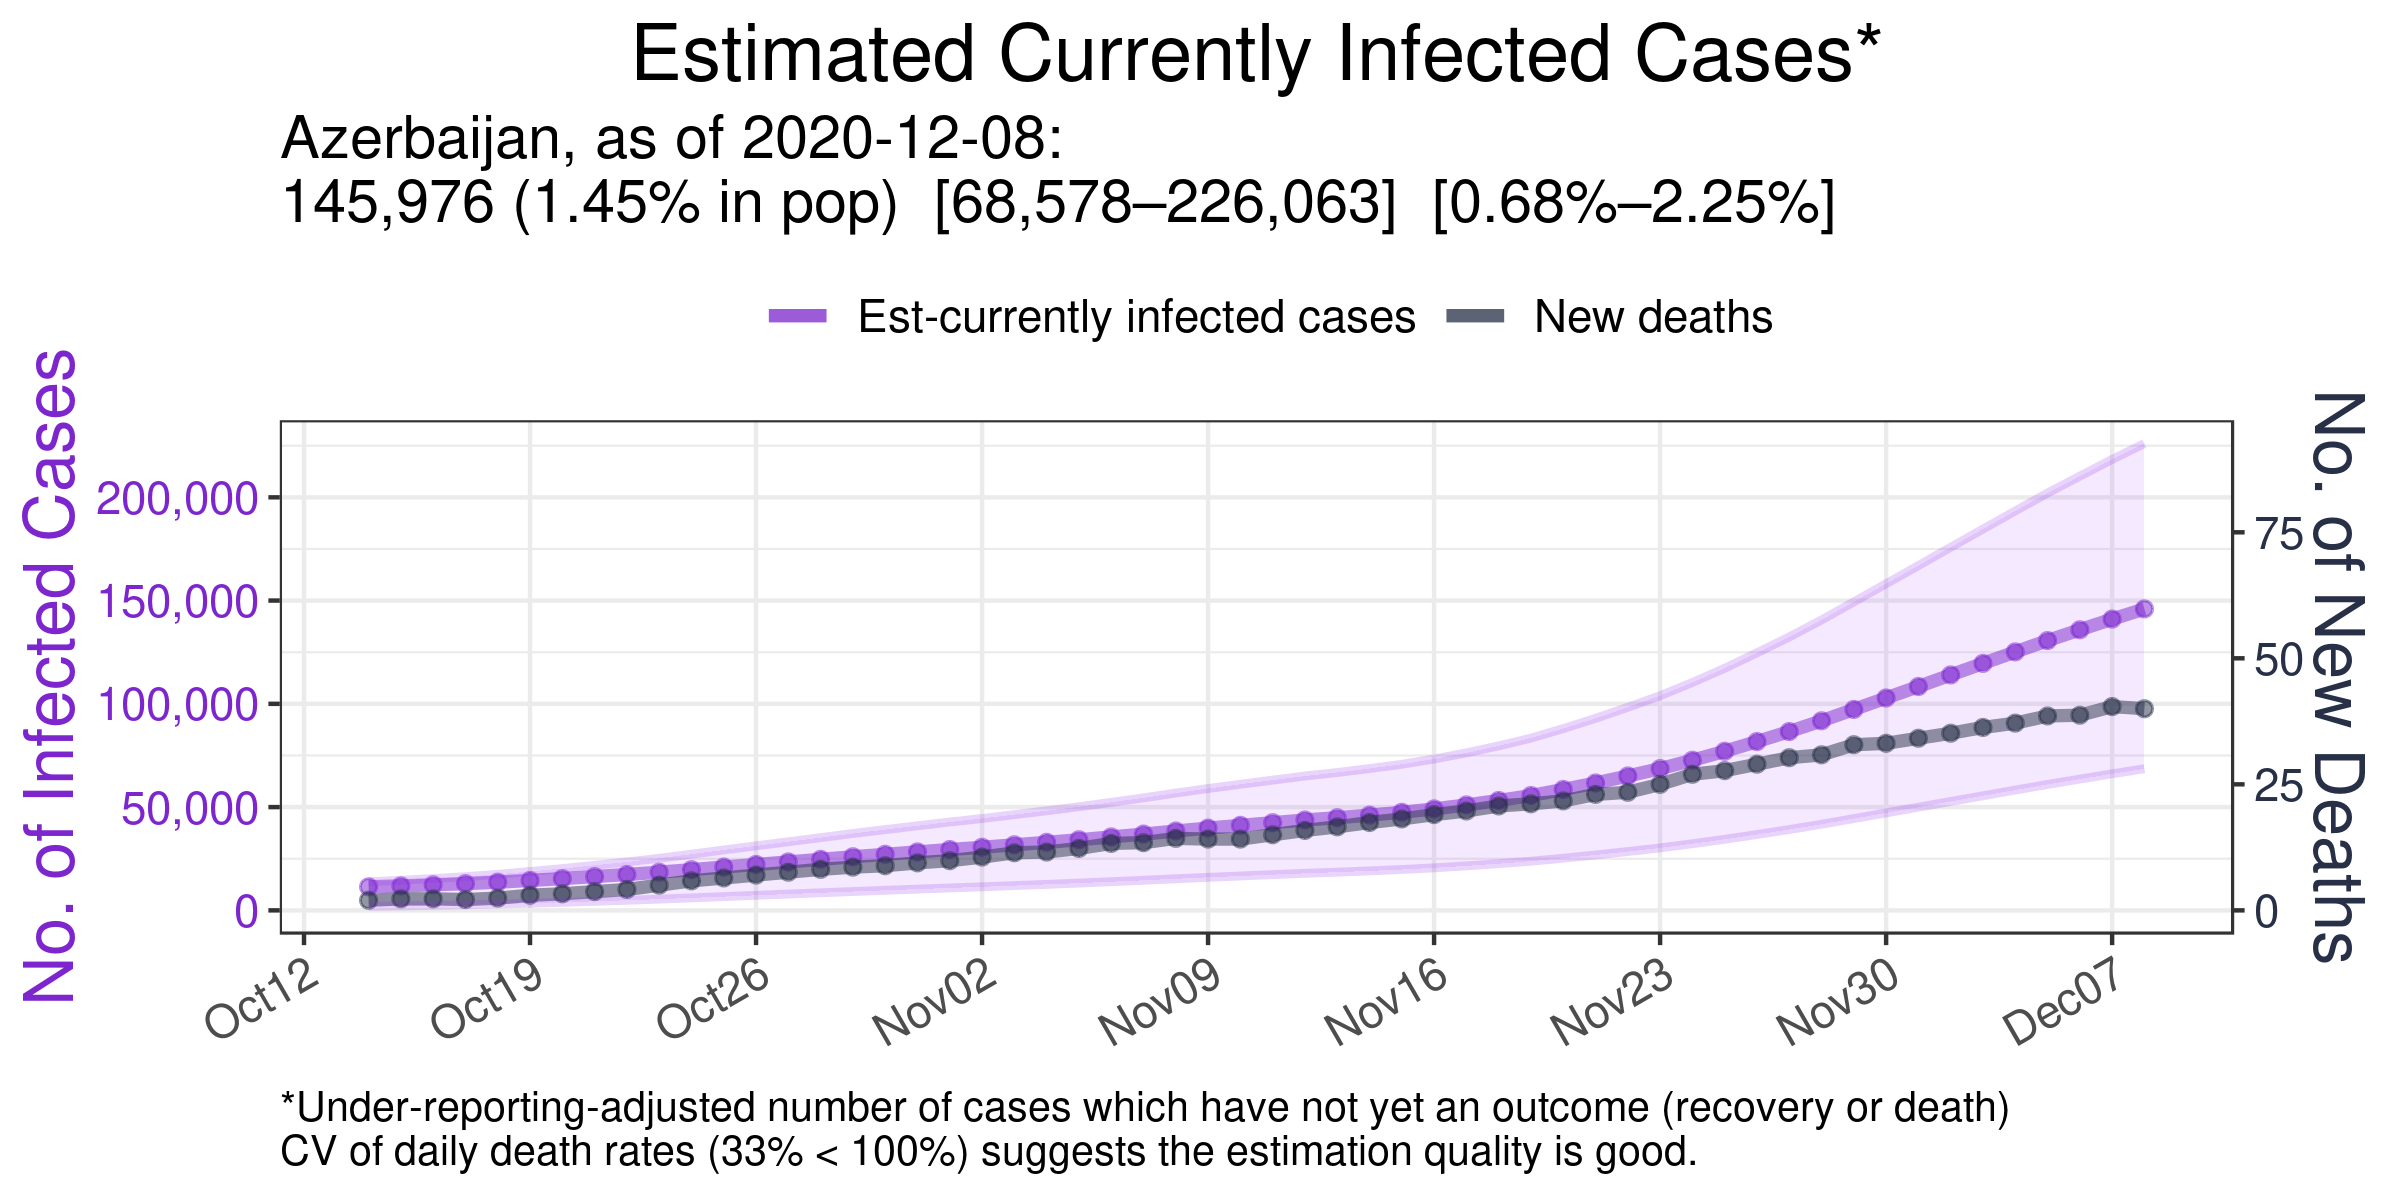 Estimated Currently Infected Cases*
Azerbaijan, as of 2020-12-08:
145,976 (1.45% in pop)  [68,578–226,063]  [0.68%–2.25%]
Est-currently infected cases
New deaths
No. of Infected Cases
200,000
150,000
100,000
50,000
0
No. of New Deaths
75
50
25
0
Oct12
Oct19
Oct26
Nov02
Nov09
Nov16
Nov23
Nov30
Dec07
*Under-reporting-adjusted number of cases which have not yet an outcome (recovery or death)
CV of daily death rates (33% < 100%) suggests the estimation quality is good.